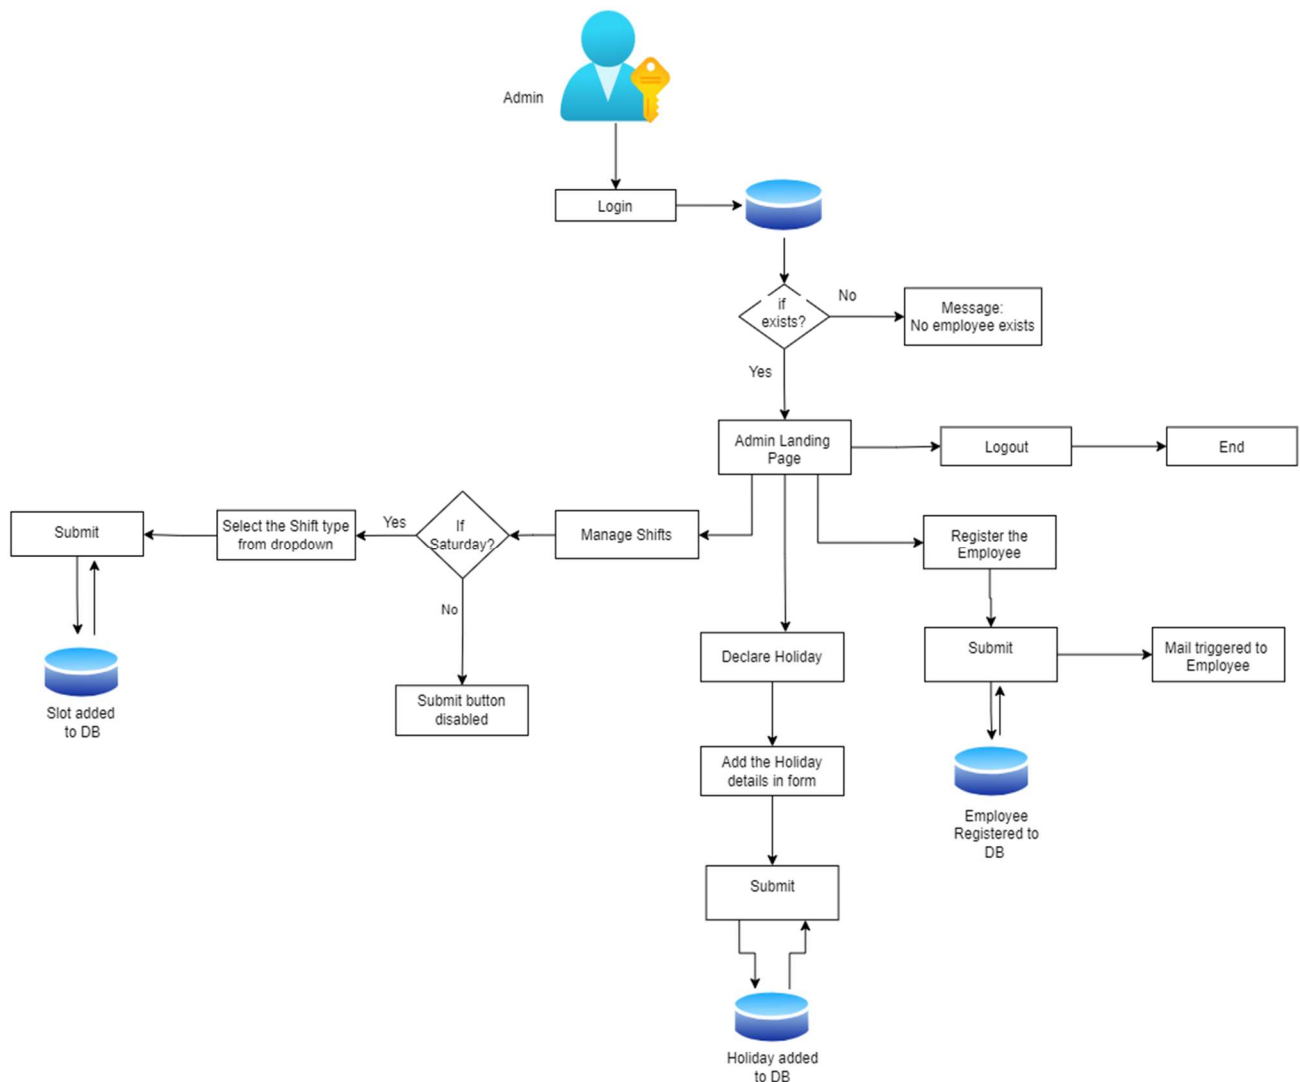 Admin
Login
if
exists?
No
Message:
No employee exists
Yes
Admin Landing
Page
Logout
End
Submit
Select the Shift type
from dropdown
Yes
If
Saturday?
Manage Shifts
Register the
Employee
No
Declare Holiday
Submit
Mail triggered to
Employee
Slot added
to DB
Submit button
disabled
Add the Holiday
details in form
Employee
Registered to
DB
Submit
Holiday added
to DB